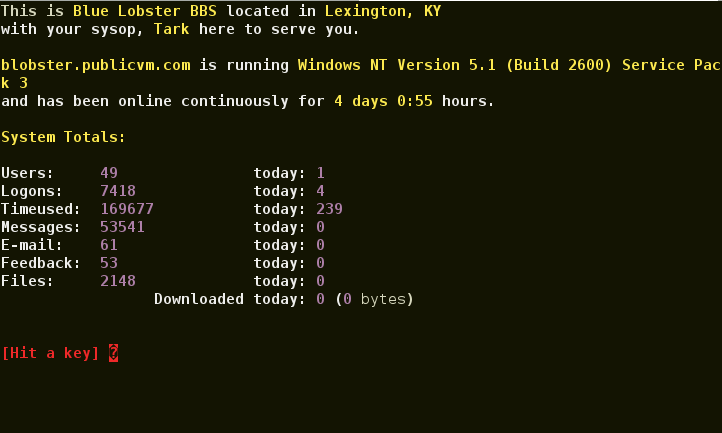 This is Blue Lobster BBS located in Lexington, KY
with your sysop, Tark here to serve you.
blobster.publicvm.com is running Windows NT Version 5.1 (Build 2600) Service Pac
k 3
and has been online continuously for 4 days 0:55 hours.
System Totals:
Users: 49 today: 1
Logons: 7418 today: 4
Timeused: 169677 today: 239
Messages: 53541 today: 0
E-mail: 61 today: 0
Feedback: 53 today: 0
Files: 2148 today: 0
Downloaded today: 0 (0 bytes)
[Hit a key] �